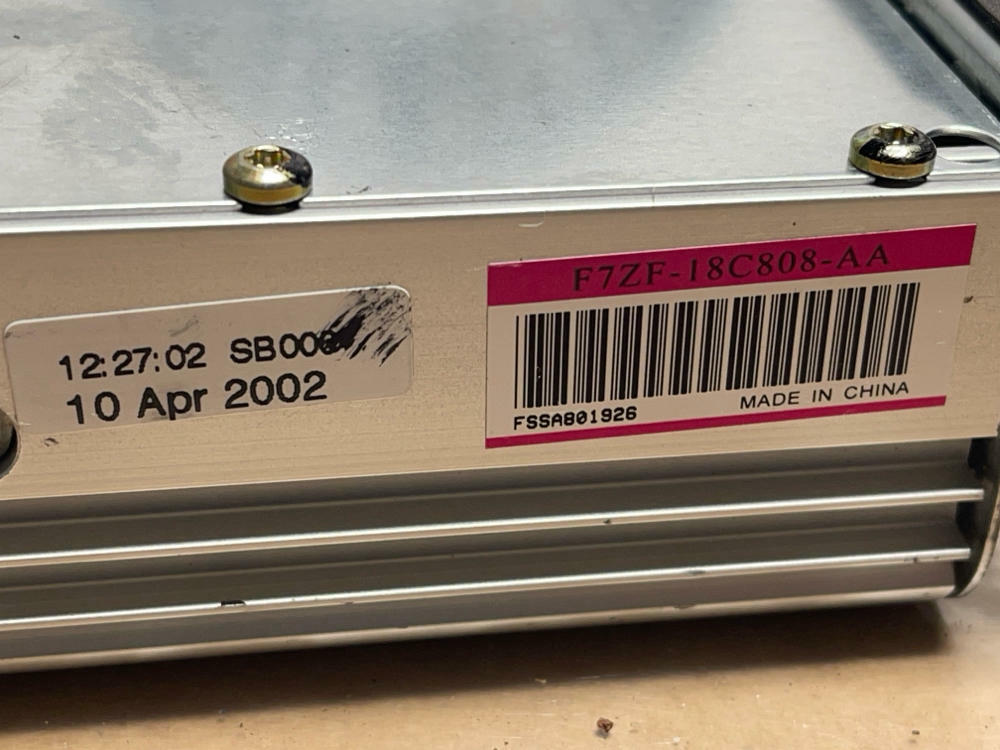 12:27:02
10 Apr 2002
F7ZF-18C808-AA
FSSA801926
MADE IN CHINA